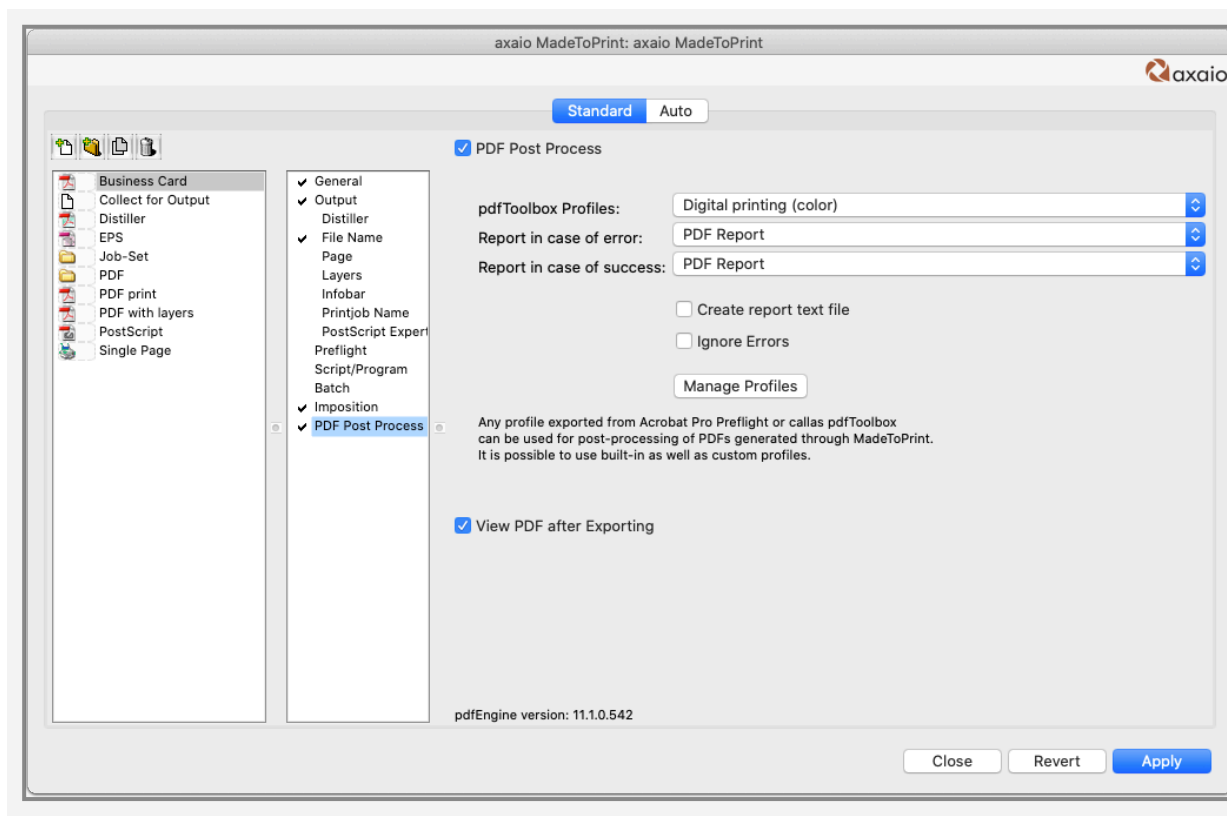 axaio MadeToPrint: axaio MadeToPrint
axaio
Standard
Auto
Business Card
Collect for Output
Distiller
EPS
Job-Set
PDF
PDF print
PDF with layers
PostScript
Single Page
General
Output
Distiller
File Name
Page
Layers
Infobar
Printjob Name
PostScript Expert
Preflight
Script/Program
Batch
Imposition
PDF Post Process
PDF Post Process
pdfToolbox Profiles: Digital printing (color)
Report in case of error: PDF Report
Report in case of success: PDF Report
Create report text file
Ignore Errors
Manage Profiles
Any profile exported from Acrobat Pro Preflight or callas pdfToolbox
can be used for post-processing of PDFs generated through MadeToPrint.
It is possible to use built-in as well as custom profiles.
View PDF after Exporting
pdfEngine version: 11.1.0.542
Close
Revert
Apply